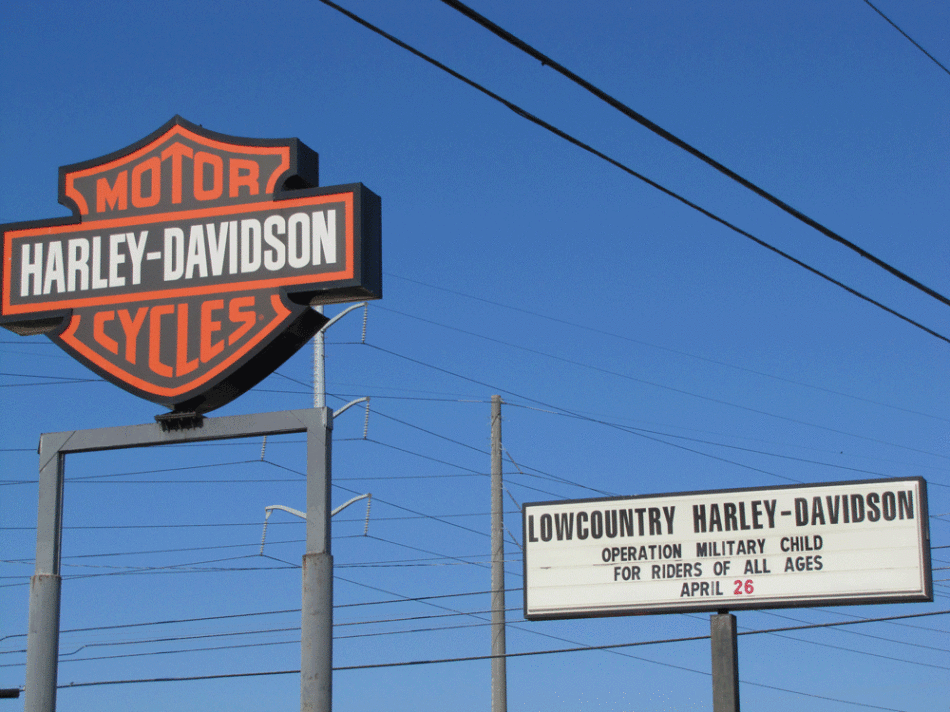 MOTOR
HARLEY-DAVIDSON
CYCLES
LOWCOUNTRY HARLEY-DAVIDSON
OPERATION MILITARY CHILD
FOR RIDERS OF ALL AGES
APRIL 26